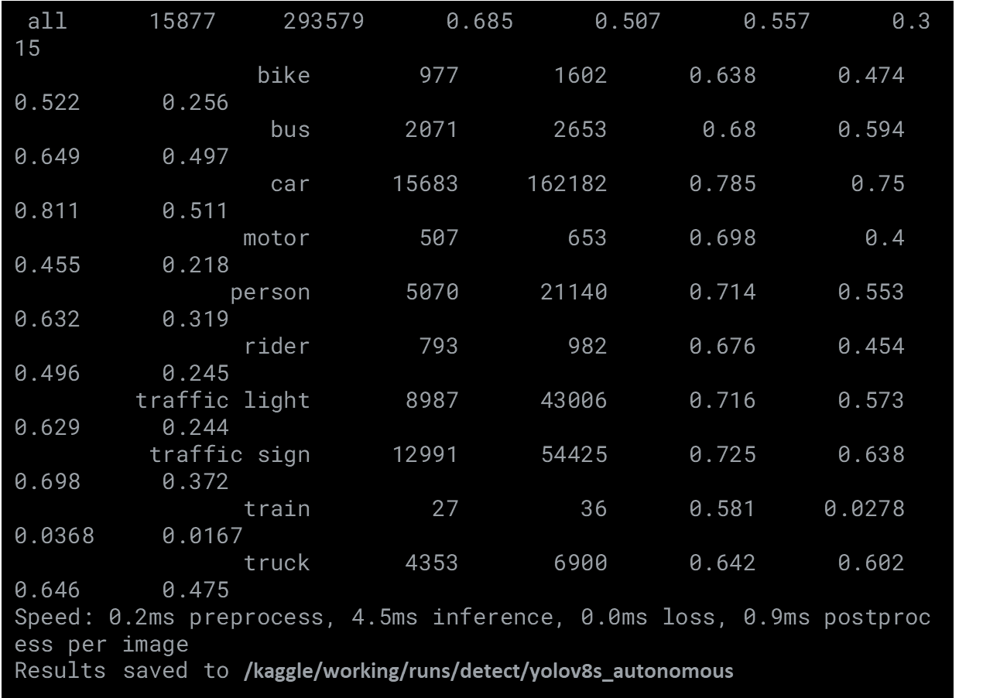 all 15877 293579 0.685 0.507 0.557 0.3
15
bike 977 1602 0.638 0.474
0.522 0.256
bus 2071 2653 0.68 0.594
0.649 0.497
car 15683 162182 0.785 0.75
0.811 0.511
motor 507 653 0.698 0.4
0.455 0.218
person 5070 21140 0.714 0.553
0.632 0.319
rider 793 982 0.676 0.454
0.496 0.245
traffic light 8987 43006 0.716 0.573
0.629 0.244
traffic sign 12991 54425 0.725 0.638
0.698 0.372
train 27 36 0.581 0.0278
0.0368 0.0167
truck 4353 6900 0.642 0.602
0.646 0.475
Speed: 0.2ms preprocess, 4.5ms inference, 0.0ms loss, 0.9ms postproc
ess per image
Results saved to /kaggle/working/runs/detect/yolov8s_autonomous